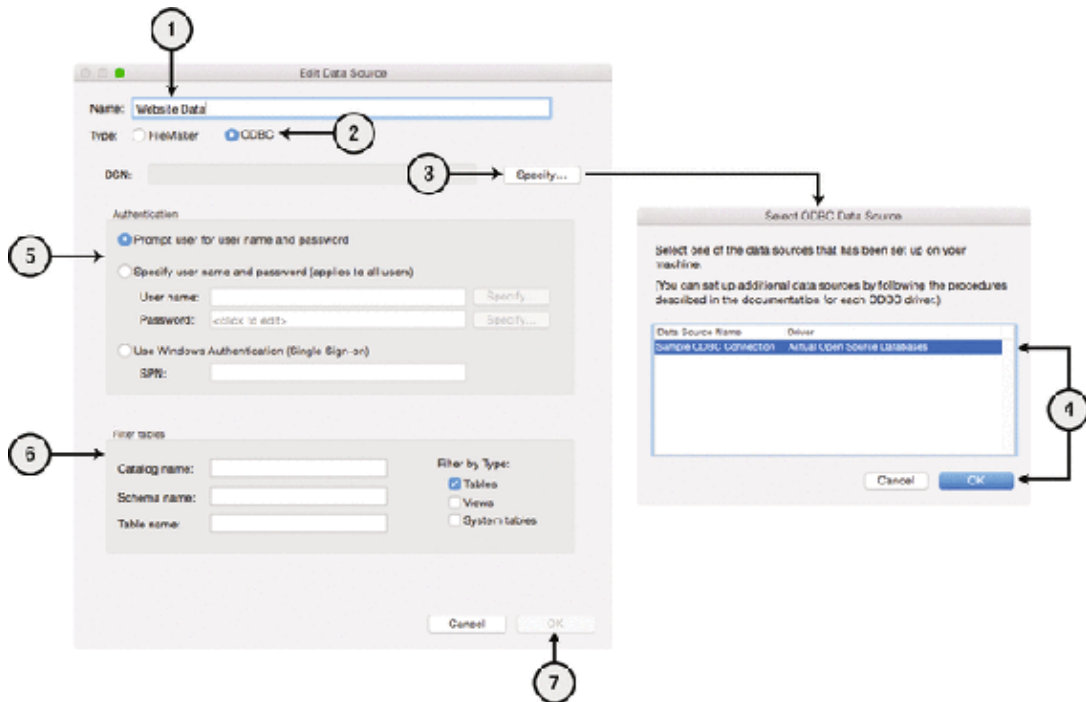 1
Edit Data Source
Name: Website Data
Type: FileMaker ODBC
2
DSN:
3
Specify...
Select ODBC Data Source
Authentication
Prompt user for user name and password
5
Specify user name and password (applies to all users)
User name: Specify...
Password: <click to edit> Specify...
Use Windows Authentication (Single Sign-on)
SPN:
Select one of the data sources that has been set up on your
machine.
(You can set up additional data sources by following the procedures
described in the documentation for each ODBC driver.)
Data Source Name Driver
Sample ODBC Connection Actual Open Source Databases
4
Cancel OK
Filter tables
6
Catalog name:
Schema name:
Table name:
Filter by Type:
Tables
Views
System tables
Cancel OK
7